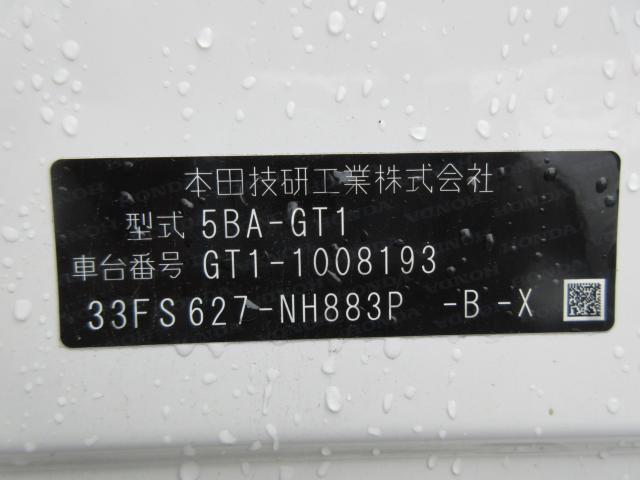 本田技研工業株式会社
型式 5BA-GT1
車台番号 GT1-1008193
33FS627-NH883P -B -X